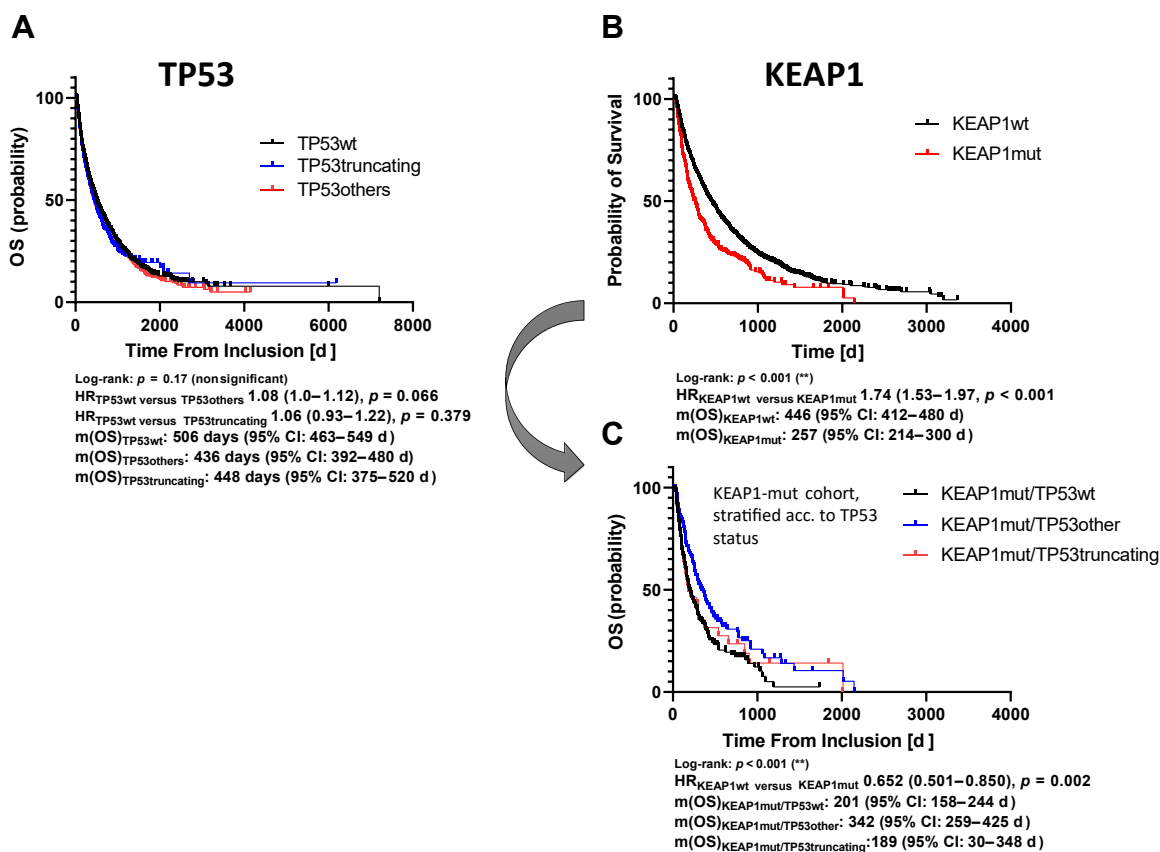 A
TP53
OS (probability)
100
50
0
0 2000 4000 6000 8000
Time From Inclusion [d]
TP53wt
TP53truncating
TP53others
Log-rank: p = 0.17 (nonsignificant)
HRTP53wt versus TP53others 1.08 (1.0–1.12), p = 0.066
HRTP53wt versus TP53truncating 1.06 (0.93–1.22), p = 0.379
m(OS)TP53wt: 506 days (95% CI: 463–549 d)
m(OS)TP53others: 436 days (95% CI: 392–480 d)
m(OS)TP53truncating: 448 days (95% CI: 375–520 d)
B
KEAP1
Probability of Survival
100
50
0
0 1000 2000 3000 4000
Time [d]
KEAP1wt
KEAP1mut
Log-rank: p < 0.001 (**)
HRKEAP1wt versus KEAP1mut 1.74 (1.53–1.97, p < 0.001
m(OS)KEAP1wt: 446 (95% CI: 412–480 d)
m(OS)KEAP1mut: 257 (95% CI: 214–300 d)
C
OS (probability)
100
50
0
0 1000 2000 3000 4000
Time From Inclusion [d]
KEAP1-mut cohort,
stratified acc. to TP53
status
KEAP1mut/TP53wt
KEAP1mut/TP53other
KEAP1mut/TP53truncating
Log-rank: p < 0.001 (**)
HRKEAP1wt versus KEAP1mut 0.652 (0.501–0.850), p = 0.002
m(OS)KEAP1mut/TP53wt: 201 (95% CI: 158–244 d)
m(OS)KEAP1mut/TP53other: 342 (95% CI: 259–425 d)
m(OS)KEAP1mut/TP53truncating:189 (95% CI: 30–348 d)